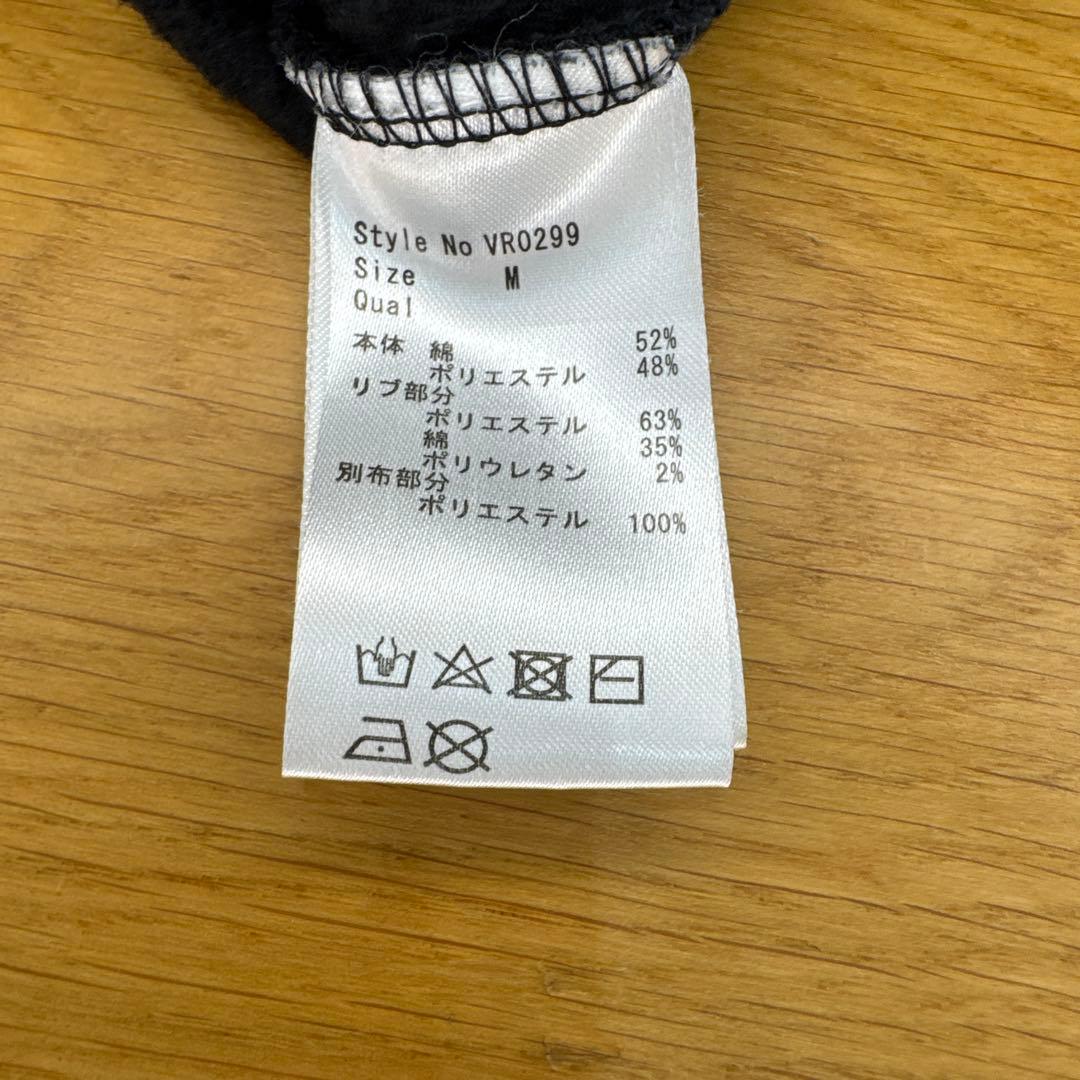 Style No VR0299
Size M
Qual
本体 綿 52%
ポリエステル 48%
リブ部分
ポリエステル 63%
綿 35%
ポリウレタン 2%
別布部分
ポリエステル 100%